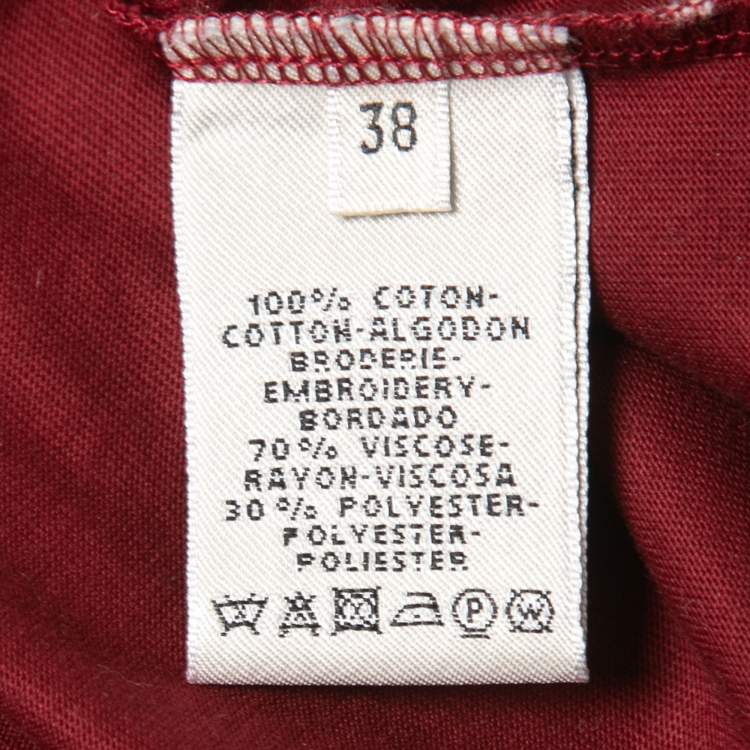 38
100% COTON-
COTTON-ALGODON
BRODERIE-
EMBROIDERY-
BORDADO
70% VISCOSE-
RAYON-VISCOSA
30% POLYESTER-
POLYESTER-
POLIESTER
P W